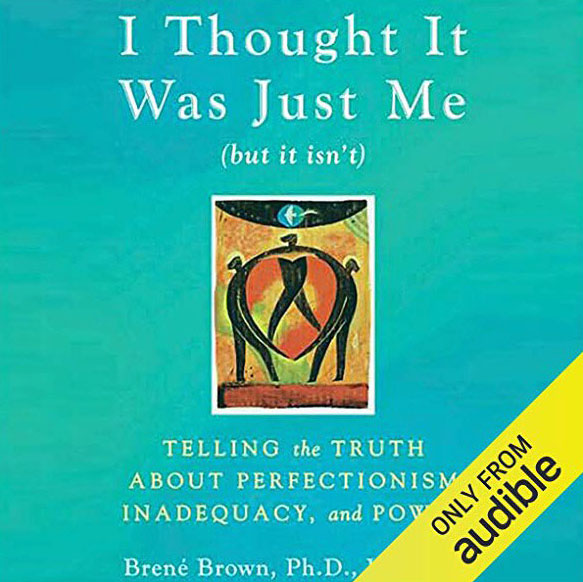 I Thought It
Was Just Me
(but it isn't)
TELLING the TRUTH
ABOUT PERFECTIONISM
INADEQUACY, and
Brené Brown, Ph.D.,
ONLY FROM
audible